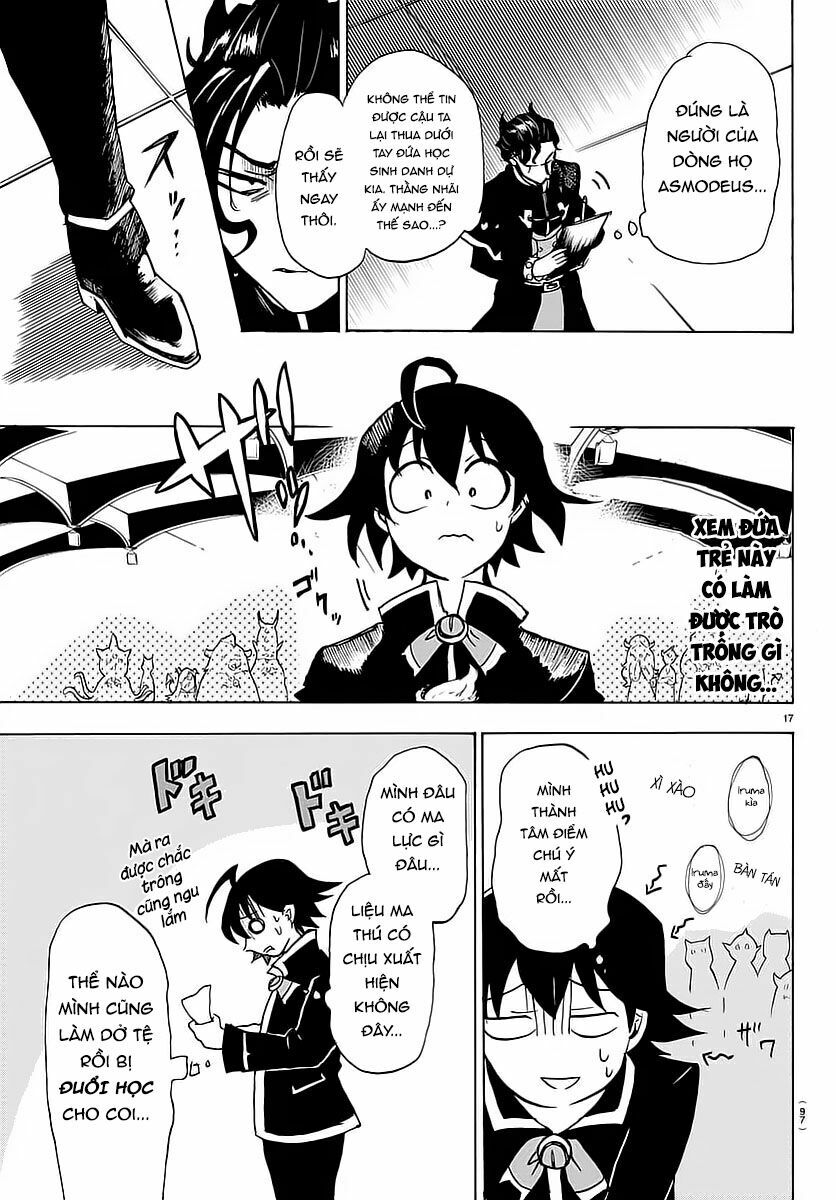 ĐÚNG LÀ
NGƯỜI CỦA
DÒNG HỌ
ASMODEUS...
KHÔNG THỂ TIN
ĐƯỢC CẬU TA
LẠI THUA DƯỚI
TAY ĐỨA HỌC
SINH DANH DỰ
KIA. THẰNG NHÃI
ẤY MẠNH ĐẾN
THẾ SAO...?
RỒI SẼ
THẤY
NGAY
THÔI.
XEM ĐỨA
TRẺ NÀY
CÓ LÀM
ĐƯỢC TRÒ
TRỐNG GÌ
KHÔNG...
17
Iruma
kìa
XÌ XÀO
HU
HU
HU
Iruma
đấy
BÀN TÁN
MÌNH
THÀNH
TÂM ĐIỂM
CHÚ Ý
MẤT
RỒI...
MÌNH ĐÂU
CÓ MA
LỰC GÌ
ĐÂU...
LIỆU MA
THÚ CÓ
CHỊU XUẤT
HIỆN
KHÔNG
ĐÂY...
ドキ
ドキ
Mà ra
được chắc
trông
cũng ngu
lắm
THỂ NÀO
MÌNH CŨNG
LÀM DỞ TỆ
RỒI BỊ
ĐUỔI HỌC
CHO COI...
(97)